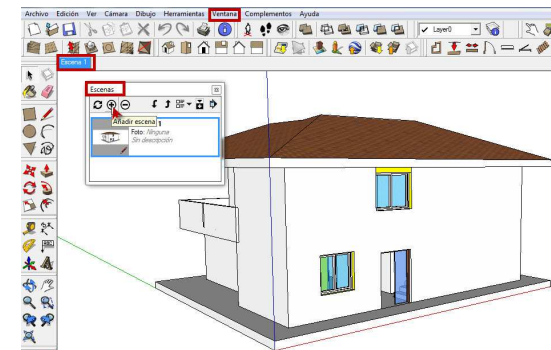 Archivo Edición Ver Cámara Dibujo Herramientas Ventana Complementos Ayuda
Layer0
Escena 1
Escenas
Añadir escena 1
Foto: Ninguna
Sin descripción
ABC